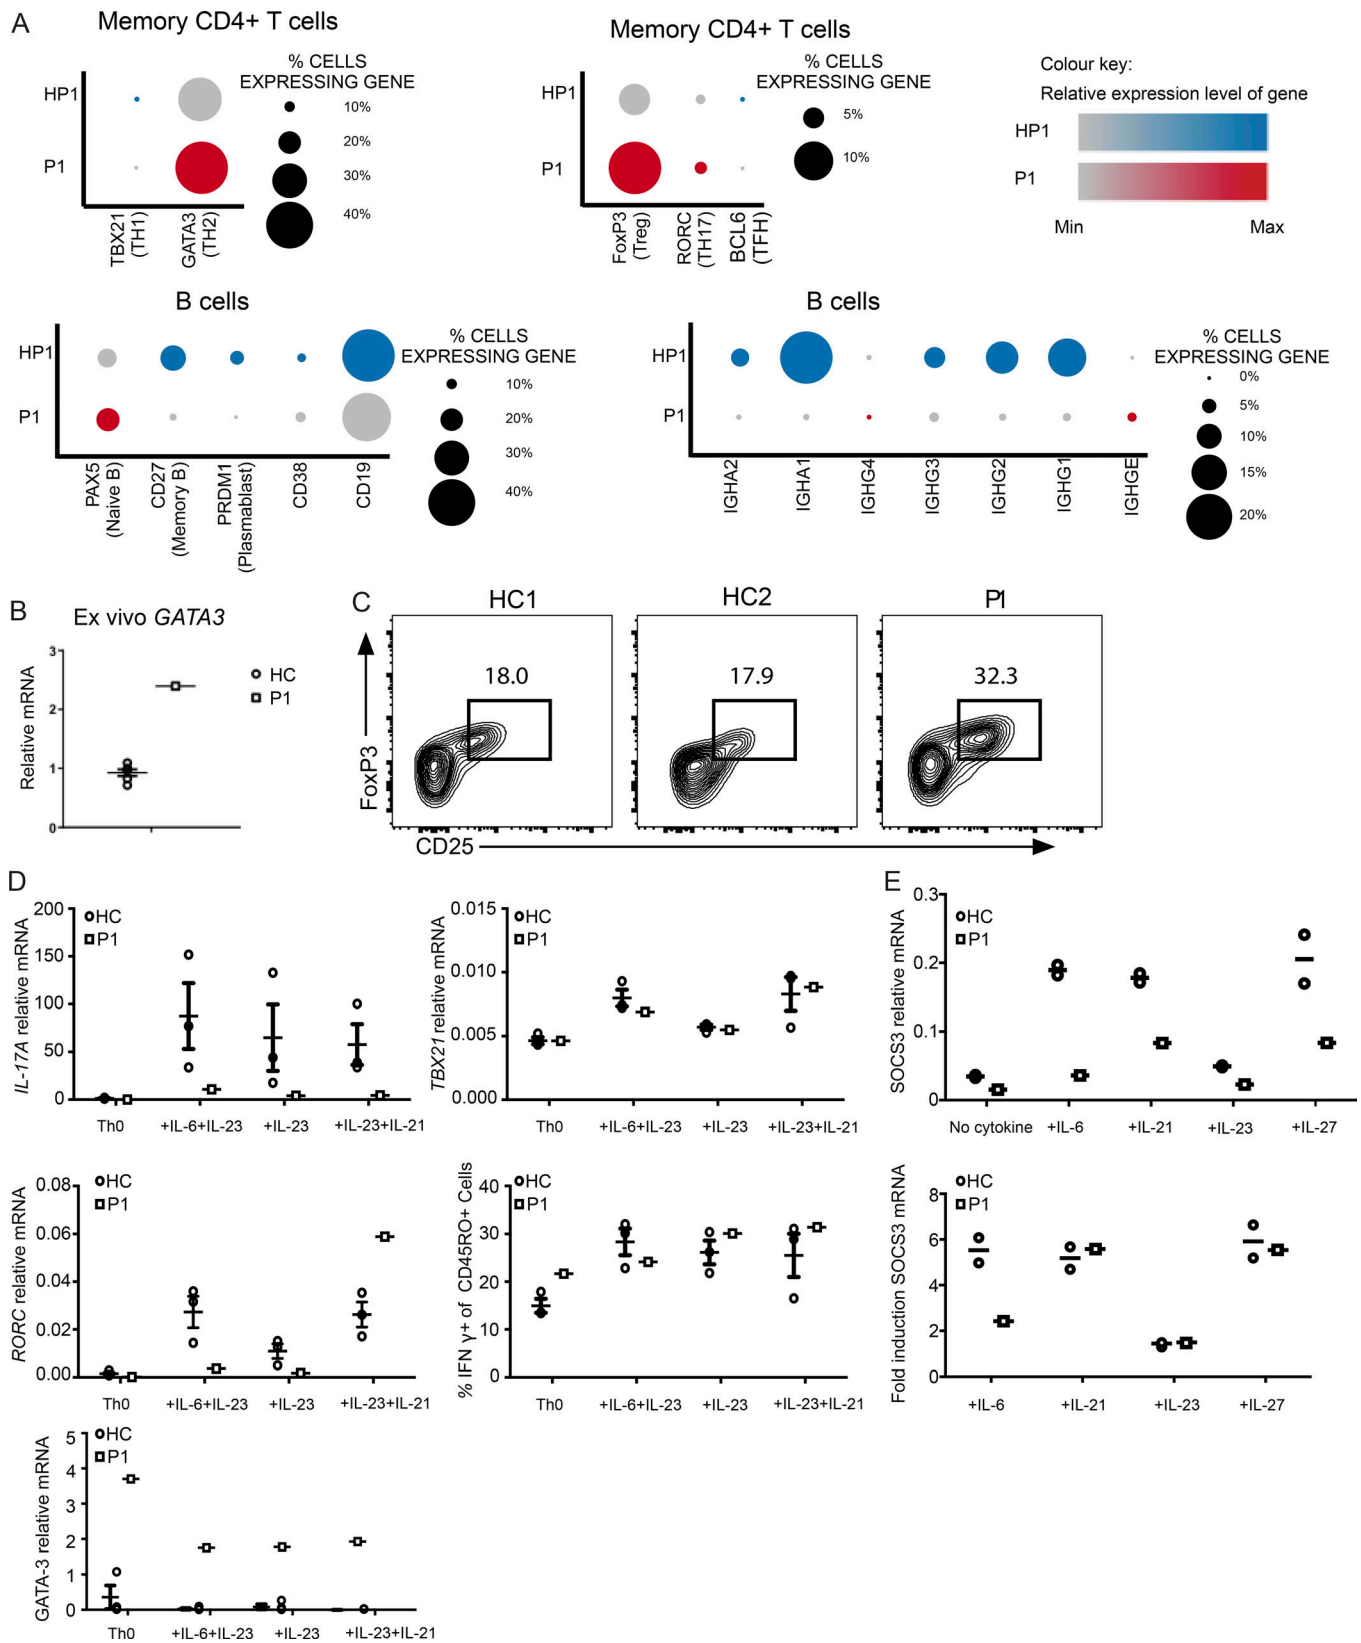 A
Memory CD4+ T cells
HP1
P1
TBX21
(TH1)
GATA3
(TH2)
% CELLS
EXPRESSING GENE
10%
20%
30%
40%
Memory CD4+ T cells
HP1
P1
FoxP3
(Treg)
RORC
(TH17)
BCL6
(TFH)
% CELLS
EXPRESSING GENE
5%
10%
Colour key:
Relative expression level of gene
HP1
P1
Min Max
B cells
HP1
P1
PAX5
(Naive B)
CD27
(Memory B)
PRDM1
(Plasmablast)
CD38
CD19
% CELLS
EXPRESSING GENE
10%
20%
30%
40%
B cells
HP1
P1
IGHA2
IGHA1
IGHG4
IGHG3
IGHG2
IGHG1
IGHGE
% CELLS
EXPRESSING GENE
0%
5%
10%
15%
20%
B
Ex vivo GATA3
Relative mRNA
3
2
1
0
HC
P1
C
HC1 HC2 P1
18.0 17.9 32.3
FoxP3
CD25
D
IL-17A relative mRNA
200
150
100
50
0
HC
P1
Th0 +IL-6+IL-23 +IL-23 +IL-23+IL-21
TBX21 relative mRNA
0.015
0.010
0.005
0.000
HC
P1
Th0 +IL-6+IL-23 +IL-23 +IL-23+IL-21
E
SOCS3 relative mRNA
0.3
0.2
0.1
0
HC
P1
No cytokine +IL-6 +IL-21 +IL-23 +IL-27
RORC relative mRNA
0.08
0.06
0.04
0.02
0.00
HC
P1
Th0 +IL-6+IL-23 +IL-23 +IL-23+IL-21
% IFN γ+ of CD45RO+ Cells
40
30
20
10
0
HC
P1
Th0 +IL-6+IL-23 +IL-23 +IL-23+IL-21
Fold induction SOCS3 mRNA
8
6
4
2
0
HC
P1
+IL-6 +IL-21 +IL-23 +IL-27
GATA-3 relative mRNA
5
4
3
2
1
0
HC
P1
Th0 +IL-6+IL-23 +IL-23 +IL-23+IL-21